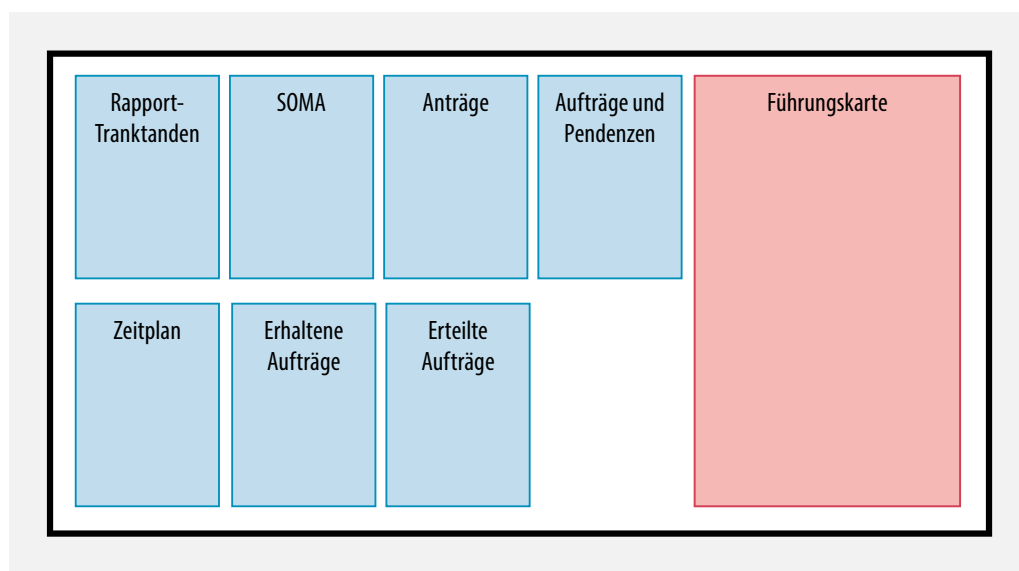 Rapport-
Tranktanden
SOMA
Anträge
Aufträge und
Pendenzen
Führungskarte
Zeitplan
Erhaltene
Aufträge
Erteilte
Aufträge